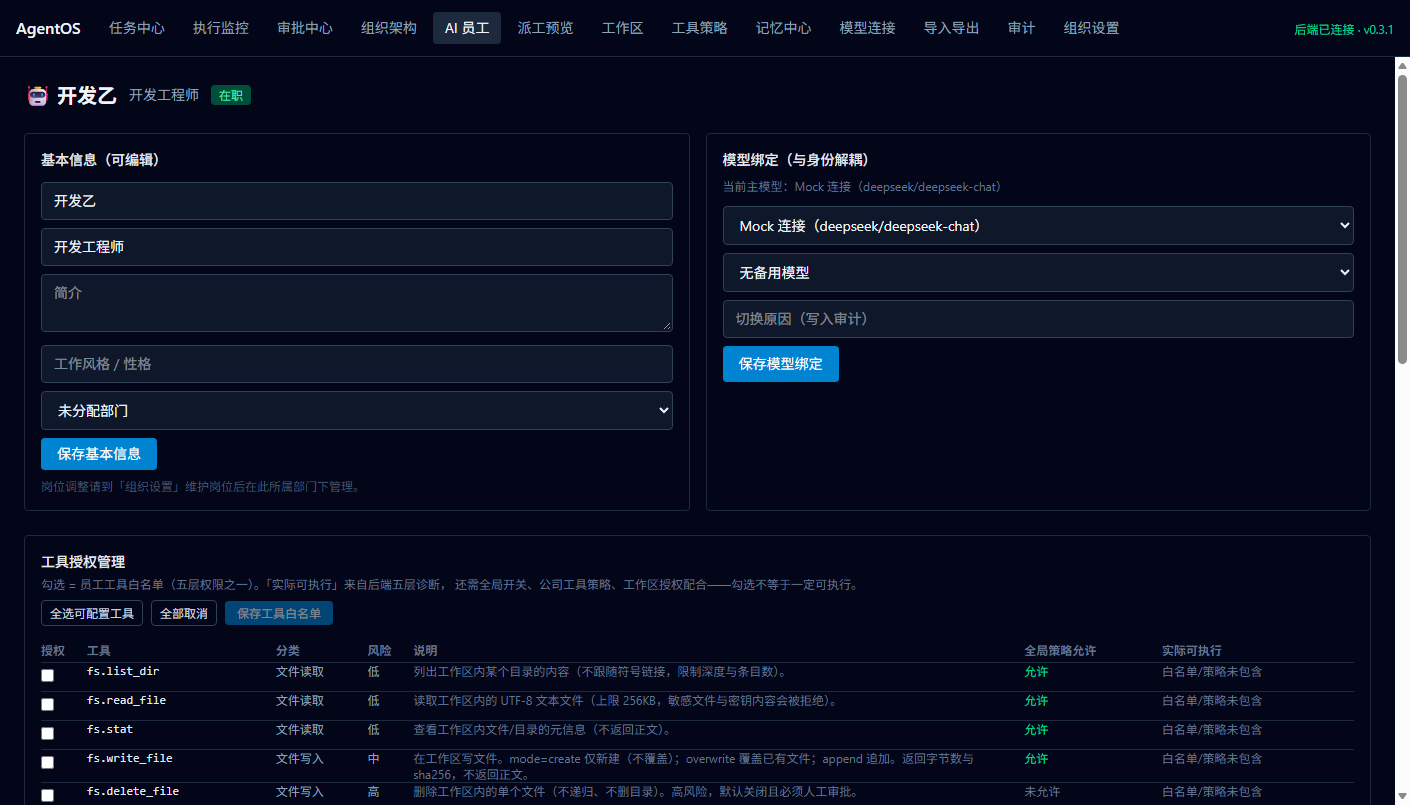 AgentOS 任务中心 执行监控 审批中心 组织架构 AI 员工 派工预览 工作区 工具策略 记忆中心 模型连接 导入导出 审计 组织设置 后端已连接 · v0.3.1
开发乙 开发工程师 在职
基本信息（可编辑）
开发乙
开发工程师
简介
工作风格 / 性格
未分配部门
保存基本信息
岗位调整请到「组织设置」维护岗位后在此所属部门下管理。
模型绑定（与身份解耦）
当前主模型：Mock 连接（deepseek/deepseek-chat）
Mock 连接（deepseek/deepseek-chat）
无备用模型
切换原因（写入审计）
保存模型绑定
工具授权管理
勾选 = 员工工具白名单（五层权限之一）。「实际可执行」来自后端五层诊断， 还需全局开关、公司工具策略、工作区授权配合——勾选不等于一定可执行。
全选可配置工具 全部取消 保存工具白名单
授权 工具 分类 风险 说明 全局策略允许 实际可执行
fs.list_dir 文件读取 低 列出工作区内某个目录的内容（不跟随符号链接，限制深度与条目数）。 允许 白名单/策略未包含
fs.read_file 文件读取 低 读取工作区内的 UTF-8 文本文件（上限 256KB，敏感文件与密钥内容会被拒绝）。 允许 白名单/策略未包含
fs.stat 文件读取 低 查看工作区内文件/目录的元信息（不返回正文）。 允许 白名单/策略未包含
fs.write_file 文件写入 中 在工作区写文件。mode=create 仅新建（不覆盖）；overwrite 覆盖已有文件；append 追加。返回字节数与 允许 白名单/策略未包含
sha256，不返回正文。
fs.delete_file 文件写入 高 删除工作区内的单个文件（不递归、不删目录）。高风险，默认关闭且必须人工审批。 未允许 白名单/策略未包含